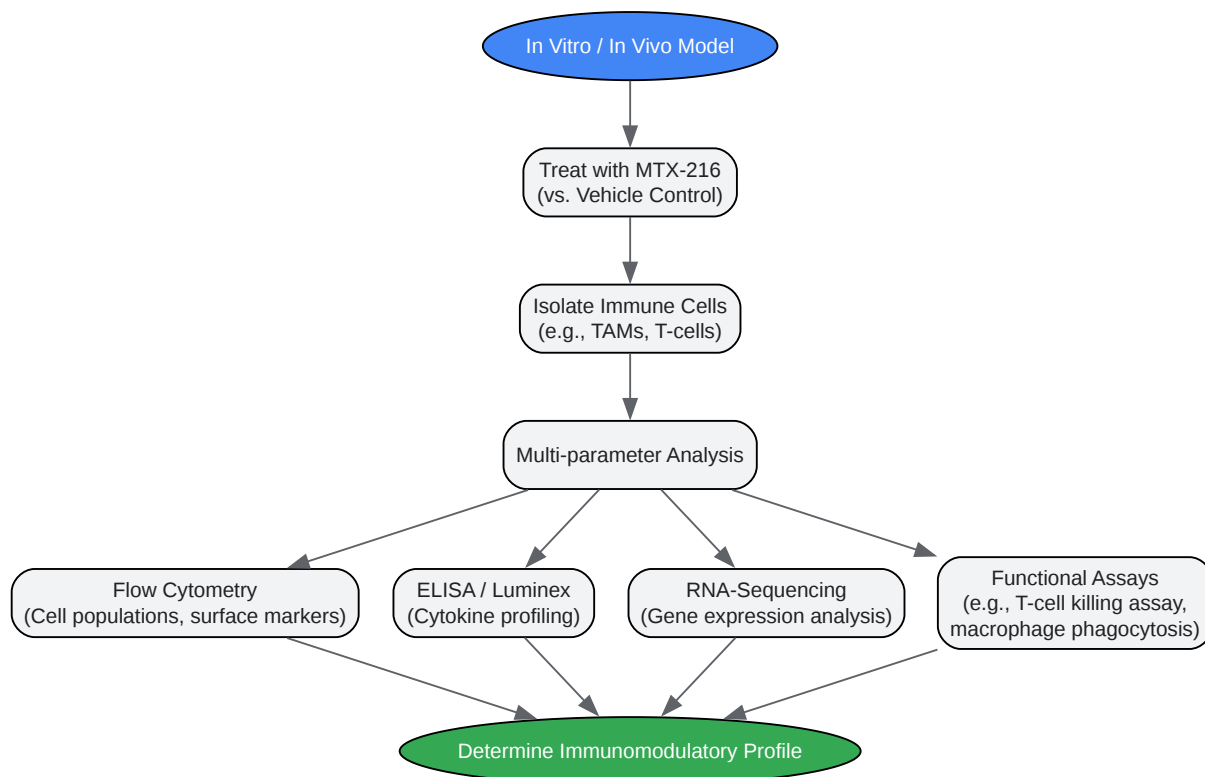 In Vitro / In Vivo Model
Treat with MTX-216
(vs. Vehicle Control)
Isolate Immune Cells
(e.g., TAMs, T-cells)
Multi-parameter Analysis
Flow Cytometry
(Cell populations, surface markers)
ELISA / Luminex
(Cytokine profiling)
RNA-Sequencing
(Gene expression analysis)
Functional Assays
(e.g., T-cell killing assay,
macrophage phagocytosis)
Determine Immunomodulatory Profile